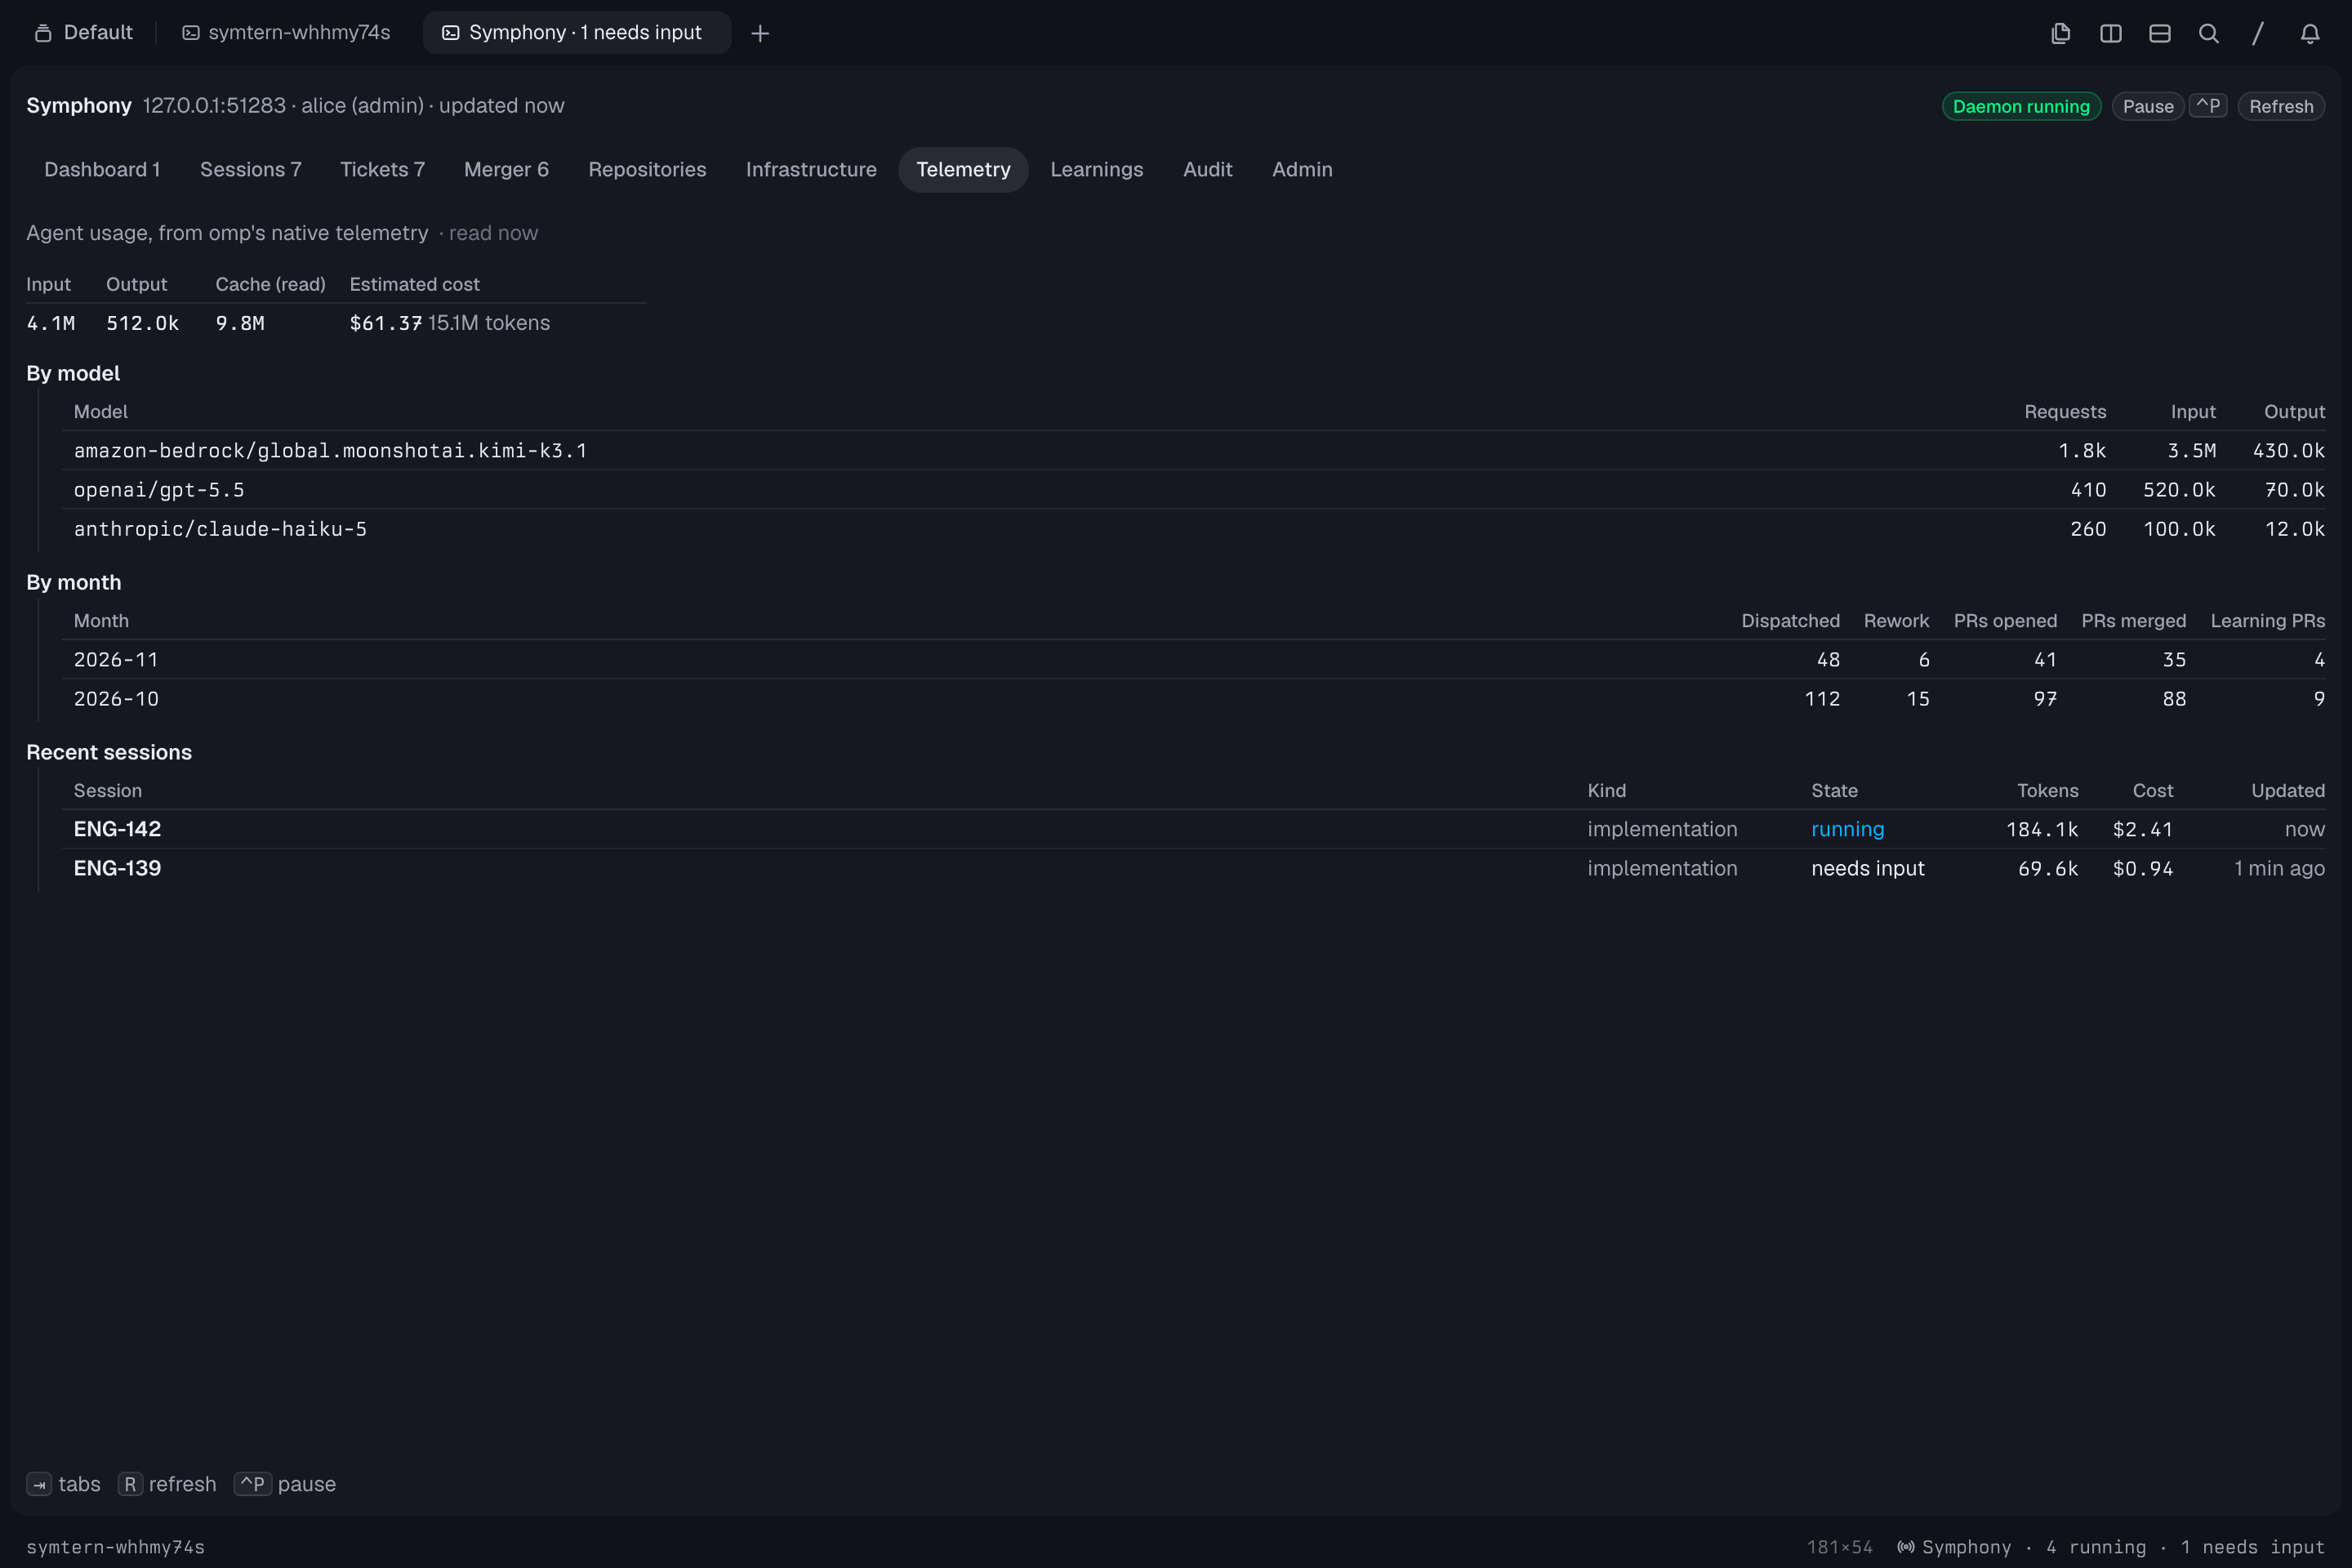 Default symtern-whhmy74s Symphony · 1 needs input +
Symphony 127.0.0.1:51283 · alice (admin) · updated now Daemon running Pause ^P Refresh
Dashboard 1 Sessions 7 Tickets 7 Merger 6 Repositories Infrastructure Telemetry Learnings Audit Admin
Agent usage, from omp's native telemetry · read now
Input Output Cache (read) Estimated cost
4.1M 512.0k 9.8M $61.37 15.1M tokens
By model
Model Requests Input Output
amazon-bedrock/global.moonshotai.kimi-k3.1 1.8k 3.5M 430.0k
openai/gpt-5.5 410 520.0k 70.0k
anthropic/claude-haiku-5 260 100.0k 12.0k
By month
Month Dispatched Rework PRs opened PRs merged Learning PRs
2026-11 48 6 41 35 4
2026-10 112 15 97 88 9
Recent sessions
Session Kind State Tokens Cost Updated
ENG-142 implementation running 184.1k $2.41 now
ENG-139 implementation needs input 69.6k $0.94 1 min ago
⇥ tabs R refresh ^P pause
symtern-whhmy74s 181×54 Symphony · 4 running · 1 needs input